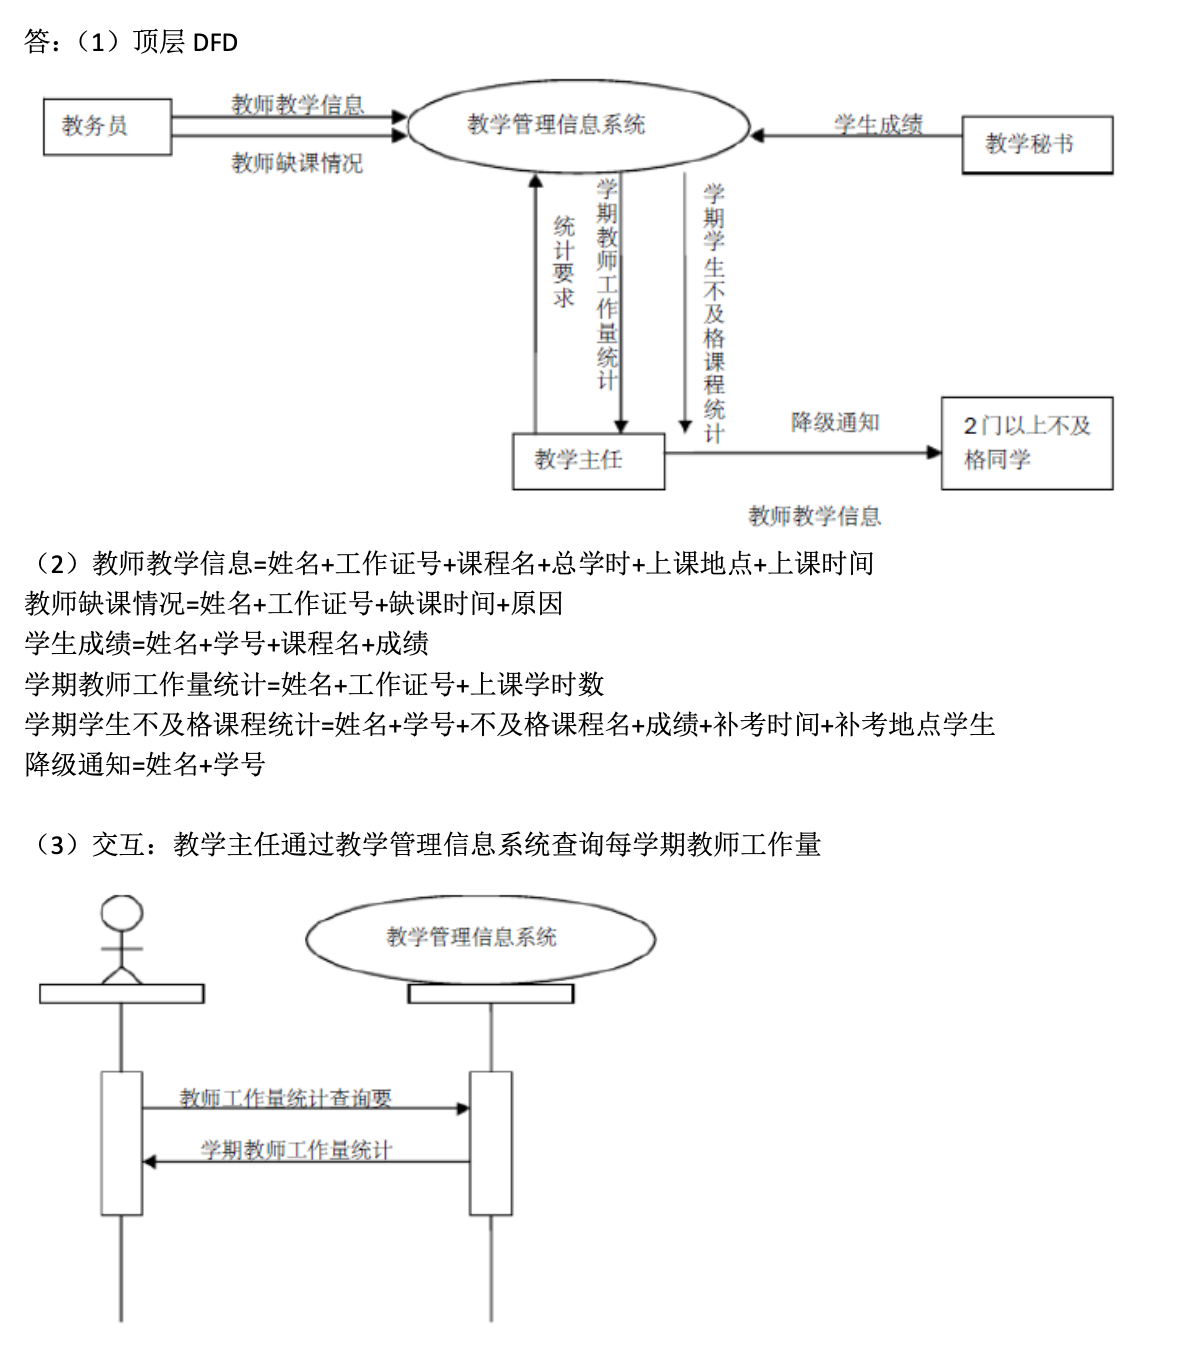 答：（1）顶层 DFD
教务员
教师教学信息
教师缺课情况
教学管理信息系统
学生成绩
教学秘书
统计要求
学期教师工作量统计
学期学生不及格课程统计
教学主任
降级通知
2门以上不及
格同学
教师教学信息
（2）教师教学信息=姓名+工作证号+课程名+总学时+上课地点+上课时间
教师缺课情况=姓名+工作证号+缺课时间+原因
学生成绩=姓名+学号+课程名+成绩
学期教师工作量统计=姓名+工作证号+上课学时数
学期学生不及格课程统计=姓名+学号+不及格课程名+成绩+补考时间+补考地点学生
降级通知=姓名+学号
（3）交互：教学主任通过教学管理信息系统查询每学期教师工作量
教学管理信息系统
教师工作量统计查询要
学期教师工作量统计